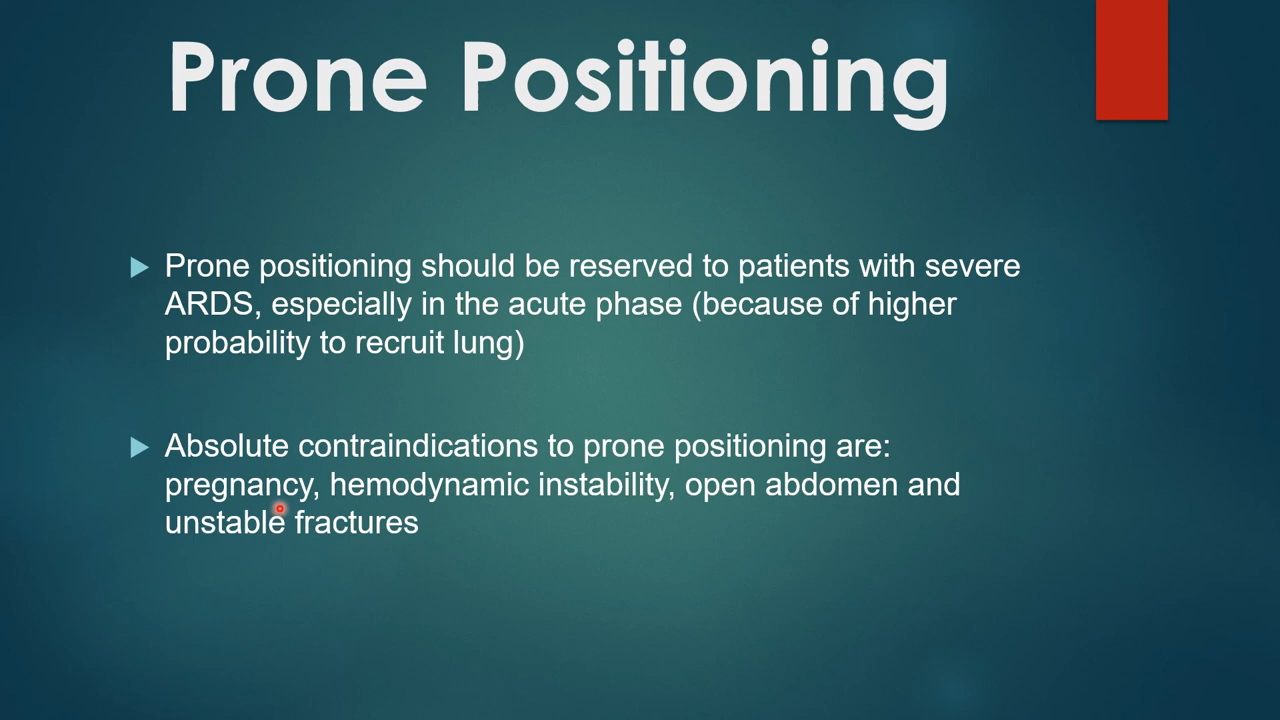 Prone Positioning
Prone positioning should be reserved to patients with severe
ARDS, especially in the acute phase (because of higher
probability to recruit lung)
Absolute contraindications to prone positioning are:
pregnancy, hemodynamic instability, open abdomen and
unstable fractures